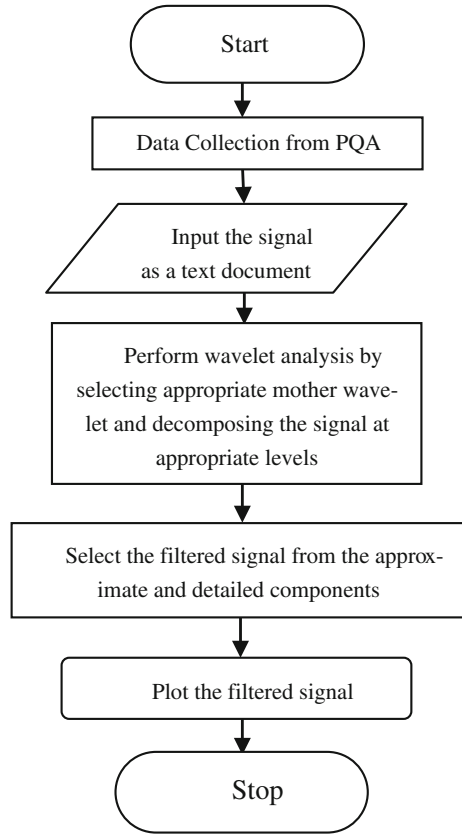 Start
Data Collection from PQA
Input the signal
as a text document
Perform wavelet analysis by
selecting appropriate mother wave-
let and decomposing the signal at
appropriate levels
Select the filtered signal from the approx-
imate and detailed components
Plot the filtered signal
Stop